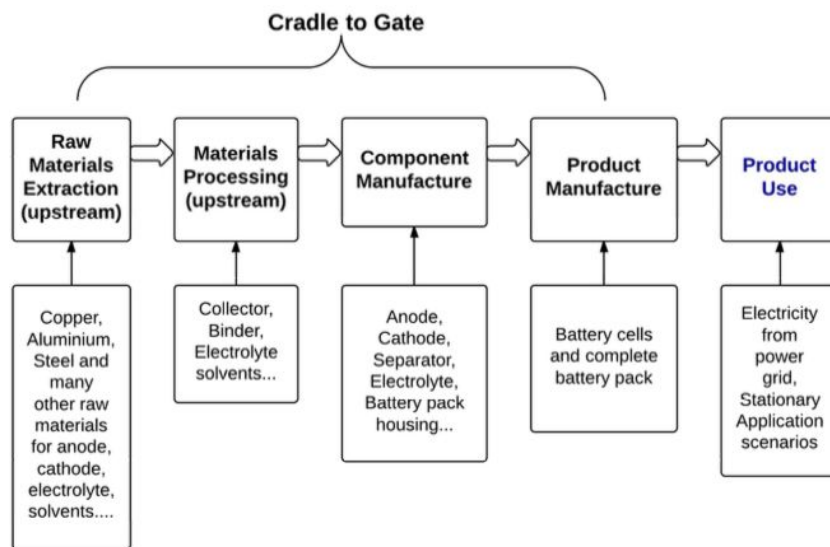 Cradle to Gate
Raw
Materials
Extraction
(upstream)
Materials
Processing
(upstream)
Component
Manufacture
Product
Manufacture
Product
Use
Copper,
Aluminium,
Steel and
many
other raw
materials
for anode,
cathode,
electrolyte,
solvents....
Collector,
Binder,
Electrolyte
solvents...
Anode,
Cathode,
Separator,
Electrolyte,
Battery pack
housing...
Battery cells
and complete
battery pack
Electricity
from
power
grid,
Stationary
Application
scenarios